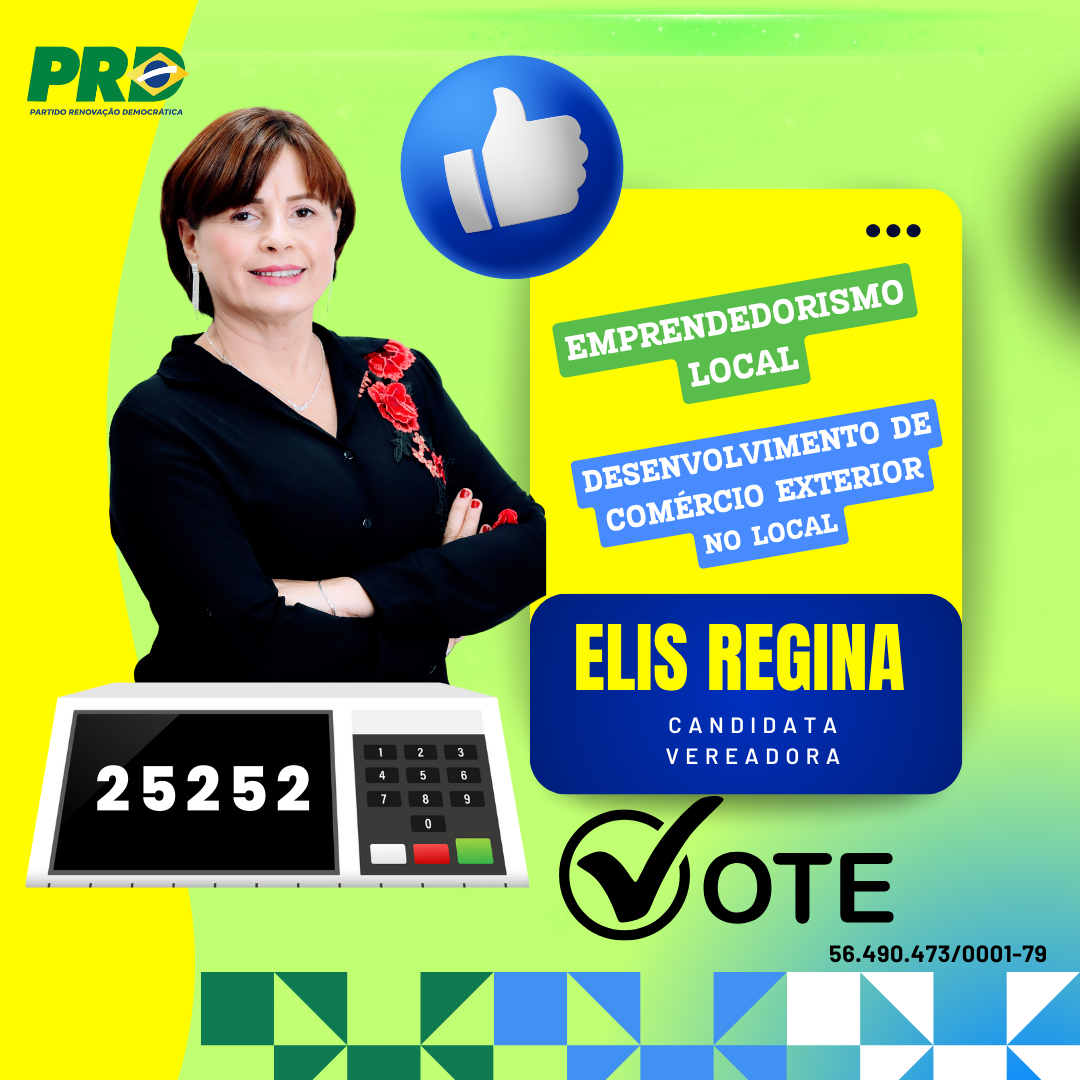 PRD
PARTIDO RENOVAÇÃO DEMOCRÁTICA
EMPRENDEDORISMO
LOCAL
DESENVOLVIMENTO DE
COMÉRCIO EXTERIOR
NO LOCAL
ELIS REGINA
CANDIDATA
VEREADORA
25252
1 2 3
4 5 6
7 8 9
0
VOTE
56.490.473/0001-79